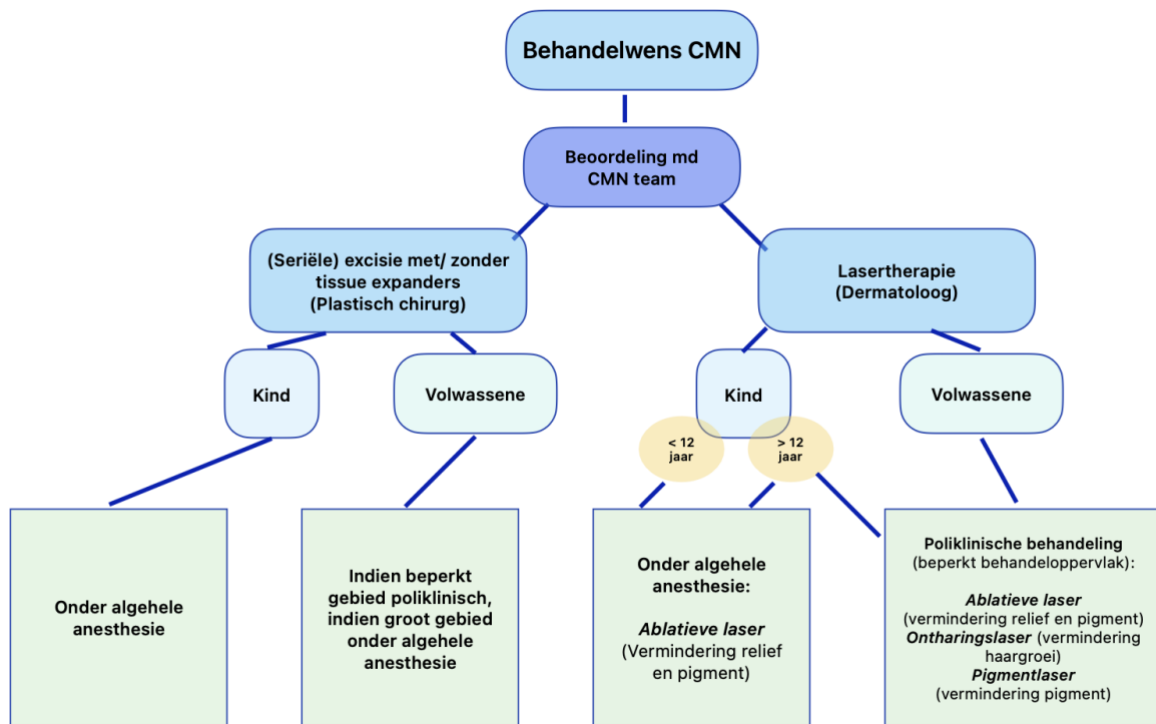 Behandelwens CMN
Beoordeling md
CMN team
(Seriële) excisie met/ zonder
tissue expanders
(Plastisch chirurg)
Lasertherapie
(Dermatoloog)
Kind
Volwassene
Kind
Volwassene
< 12
jaar
> 12
jaar
Onder algehele
anesthesie
Indien beperkt
gebied poliklinisch,
indien groot gebied
onder algehele
anesthesie
Onder algehele
anesthesie:
Ablatieve laser
(Vermindering relief
en pigment)
Poliklinische behandeling
(beperkt behandeloppervlak):
Ablatieve laser
(vermindering relief en pigment)
Ontharingslaser (vermindering
haargroei)
Pigmentlaser
(vermindering pigment)